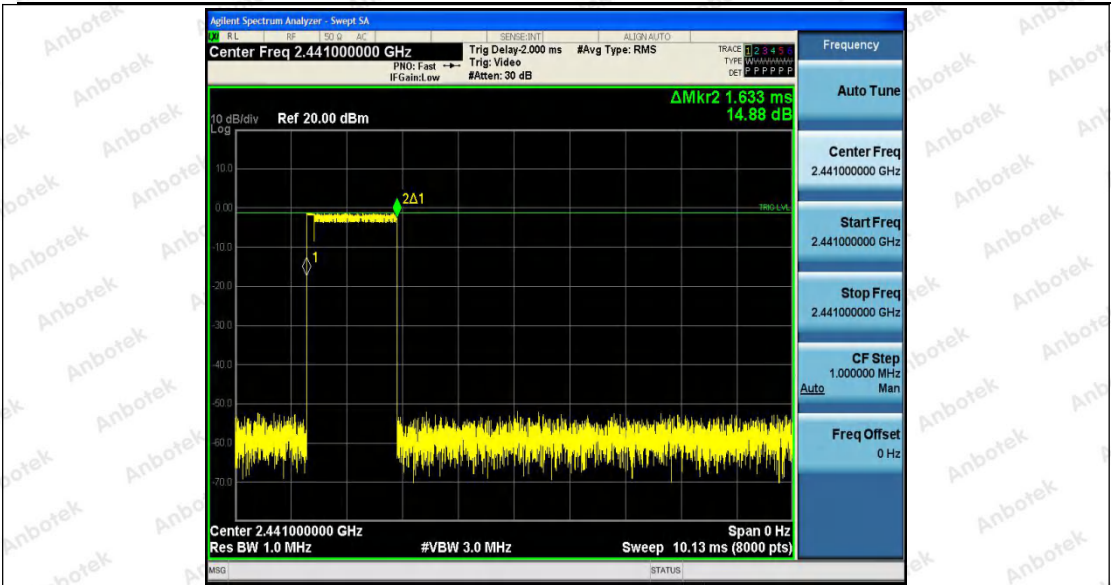 Agilent Spectrum Analyzer - Swept SA
RL RF 50 Ω AC SENSE:INT ALIGN AUTO
Center Freq 2.441000000 GHz
PNO: Fast
IFGain:Low
Trig Delay-2.000 ms
Trig: Video
#Atten: 30 dB
#Avg Type: RMS
TRACE 1 2 3 4 5 6
TYPE W
DET P P P P P P
ΔMkr2 1.633 ms
14.88 dB
10 dB/div
Log
Ref 20.00 dBm
10.0
0.00
-10.0
-20.0
-30.0
-40.0
-50.0
-60.0
-70.0
2Δ1
1
TRIG LVL
Center 2.441000000 GHz
Span 0 Hz
Res BW 1.0 MHz
#VBW 3.0 MHz
Sweep 10.13 ms (8000 pts)
MSG
STATUS
Frequency
Auto Tune
Center Freq
2.441000000 GHz
Start Freq
2.441000000 GHz
Stop Freq
2.441000000 GHz
CF Step
1.000000 MHz
Auto Man
Freq Offset
0 Hz
Anbotek